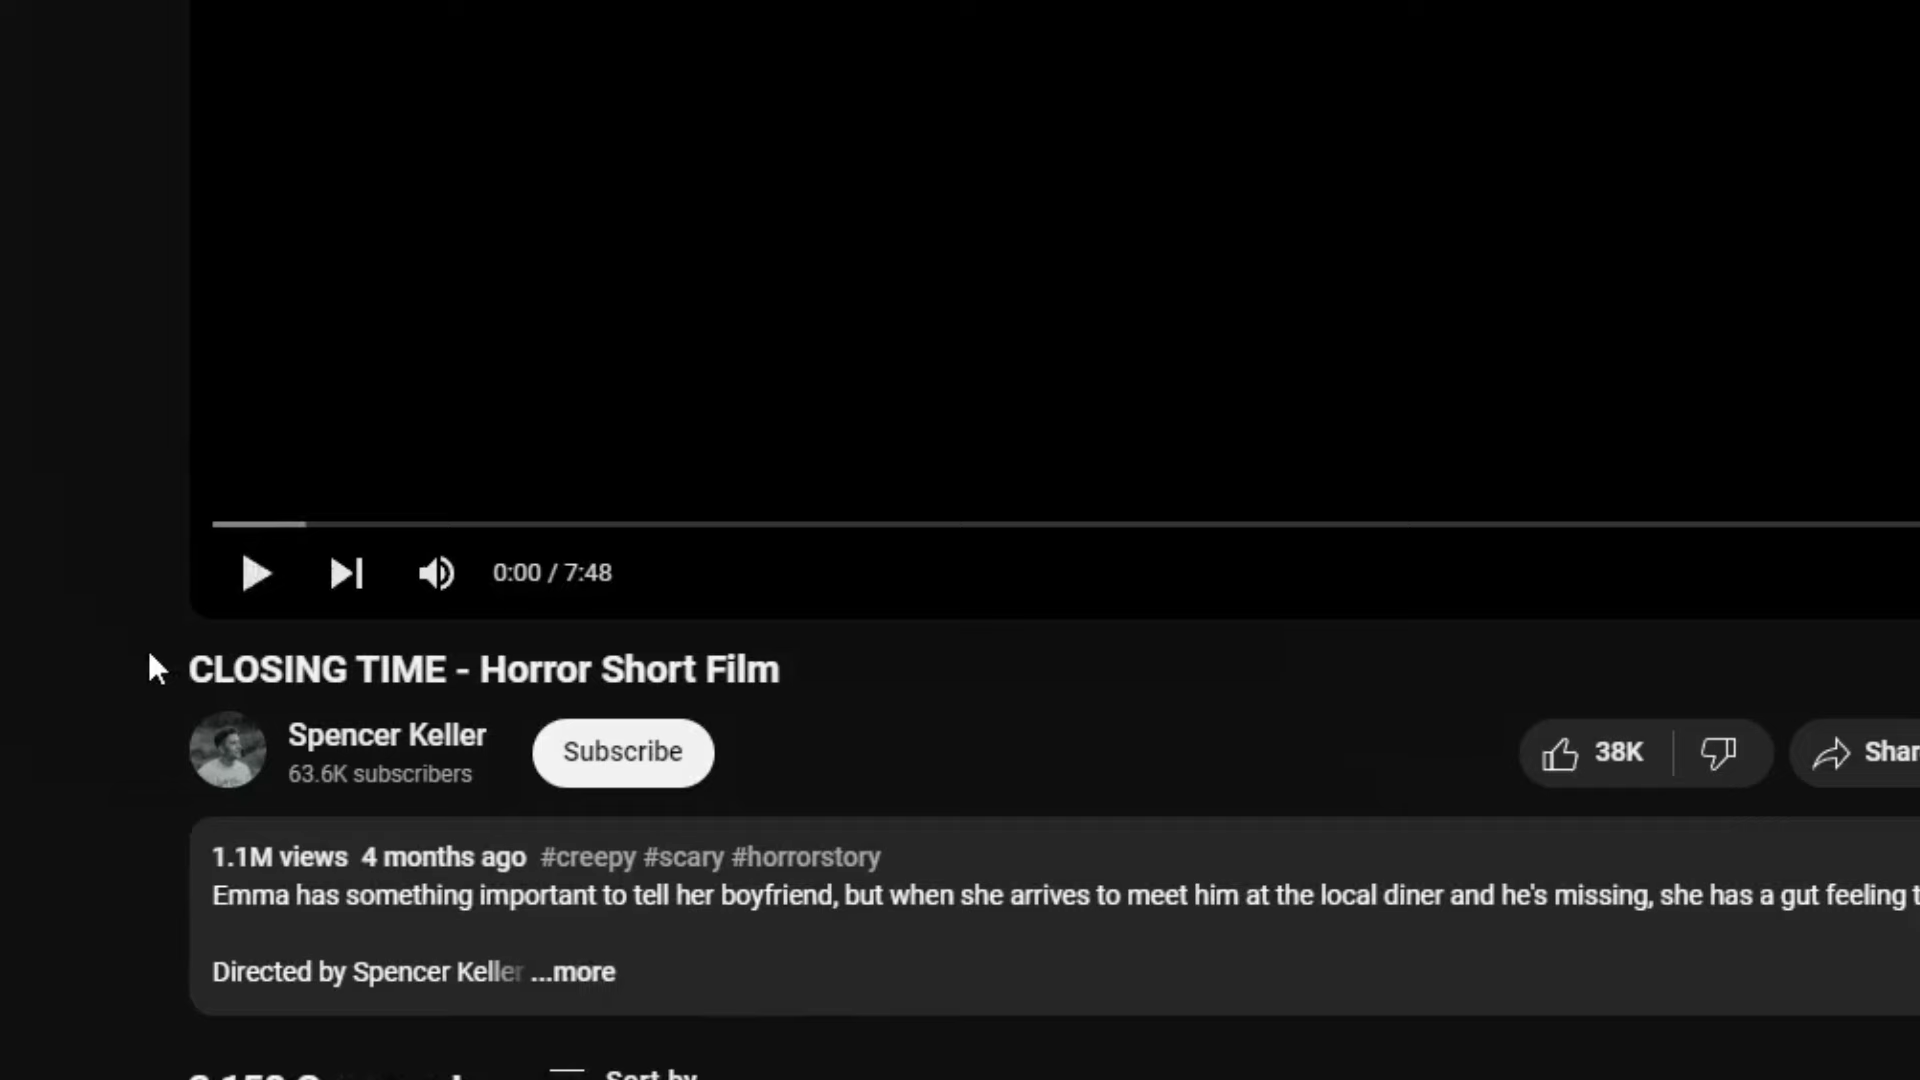 0:00 / 7:48
CLOSING TIME - Horror Short Film
Spencer Keller
63.6K subscribers
Subscribe
38K
Shar
1.1M views 4 months ago #creepy #scary #horrorstory
Emma has something important to tell her boyfriend, but when she arrives to meet him at the local diner and he's missing, she has a gut feeling t
Directed by Spencer Keller ...more
Sort by